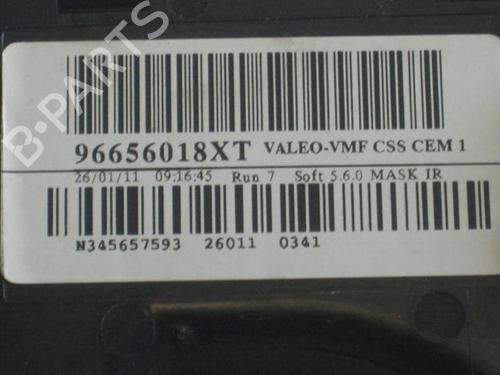 96656018XT VALEO-VMF CSS CEM 1
26/01/11 09:16:45 Run 7 Soft 5.6.0 MASK IR
N345657593 26011 0341
B-PARTS